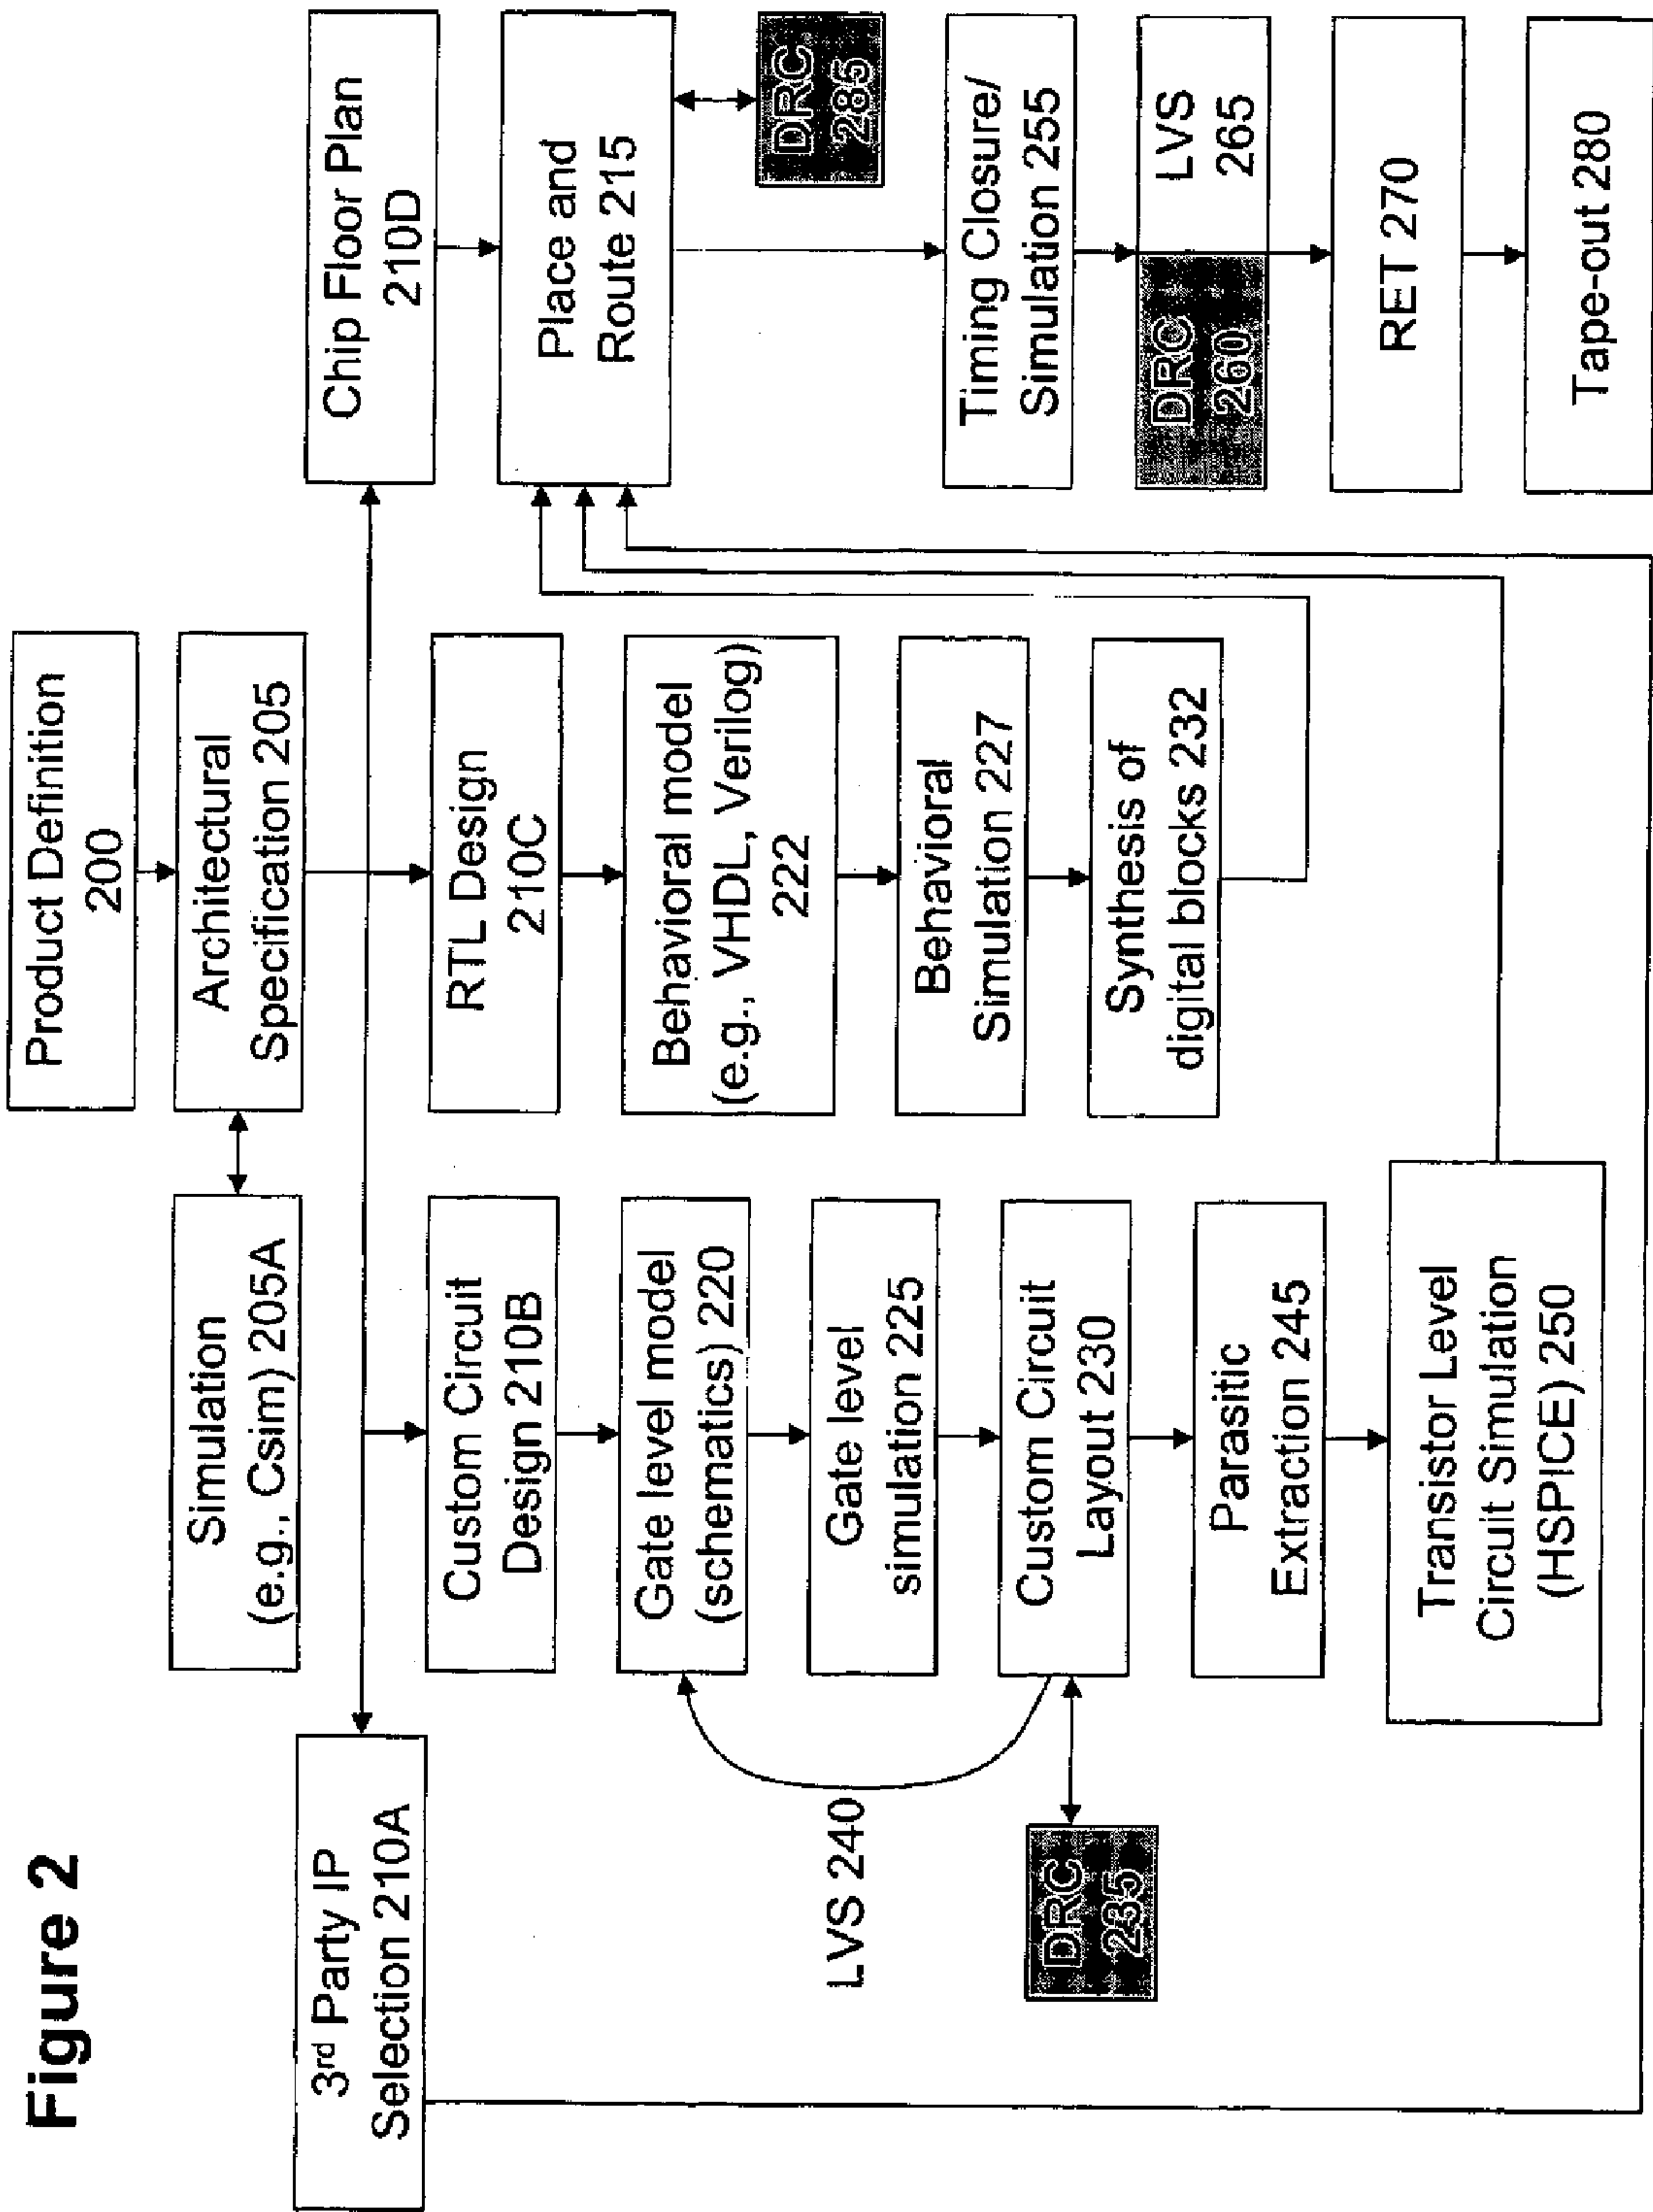 Figure 2
Product Definition
200
Simulation
(e.g., Csim) 205A
Architectural
Specification 205
3rd Party IP
Selection 210A
Custom Circuit
Design 210B
RTL Design
210C
Chip Floor Plan
210D
Gate level model
(schematics) 220
Behavioral model
(e.g., VHDL, Verilog)
222
Place and
Route 215
DRC
285
LVS 240
Gate level
simulation 225
Behavioral
Simulation 227
Timing Closure/
Simulation 255
DRC
235
Custom Circuit
Layout 230
Synthesis of
digital blocks 232
DRC
260
LVS
265
Parasitic
Extraction 245
RET 270
Transistor Level
Circuit Simulation
(HSPICE) 250
Tape-out 280